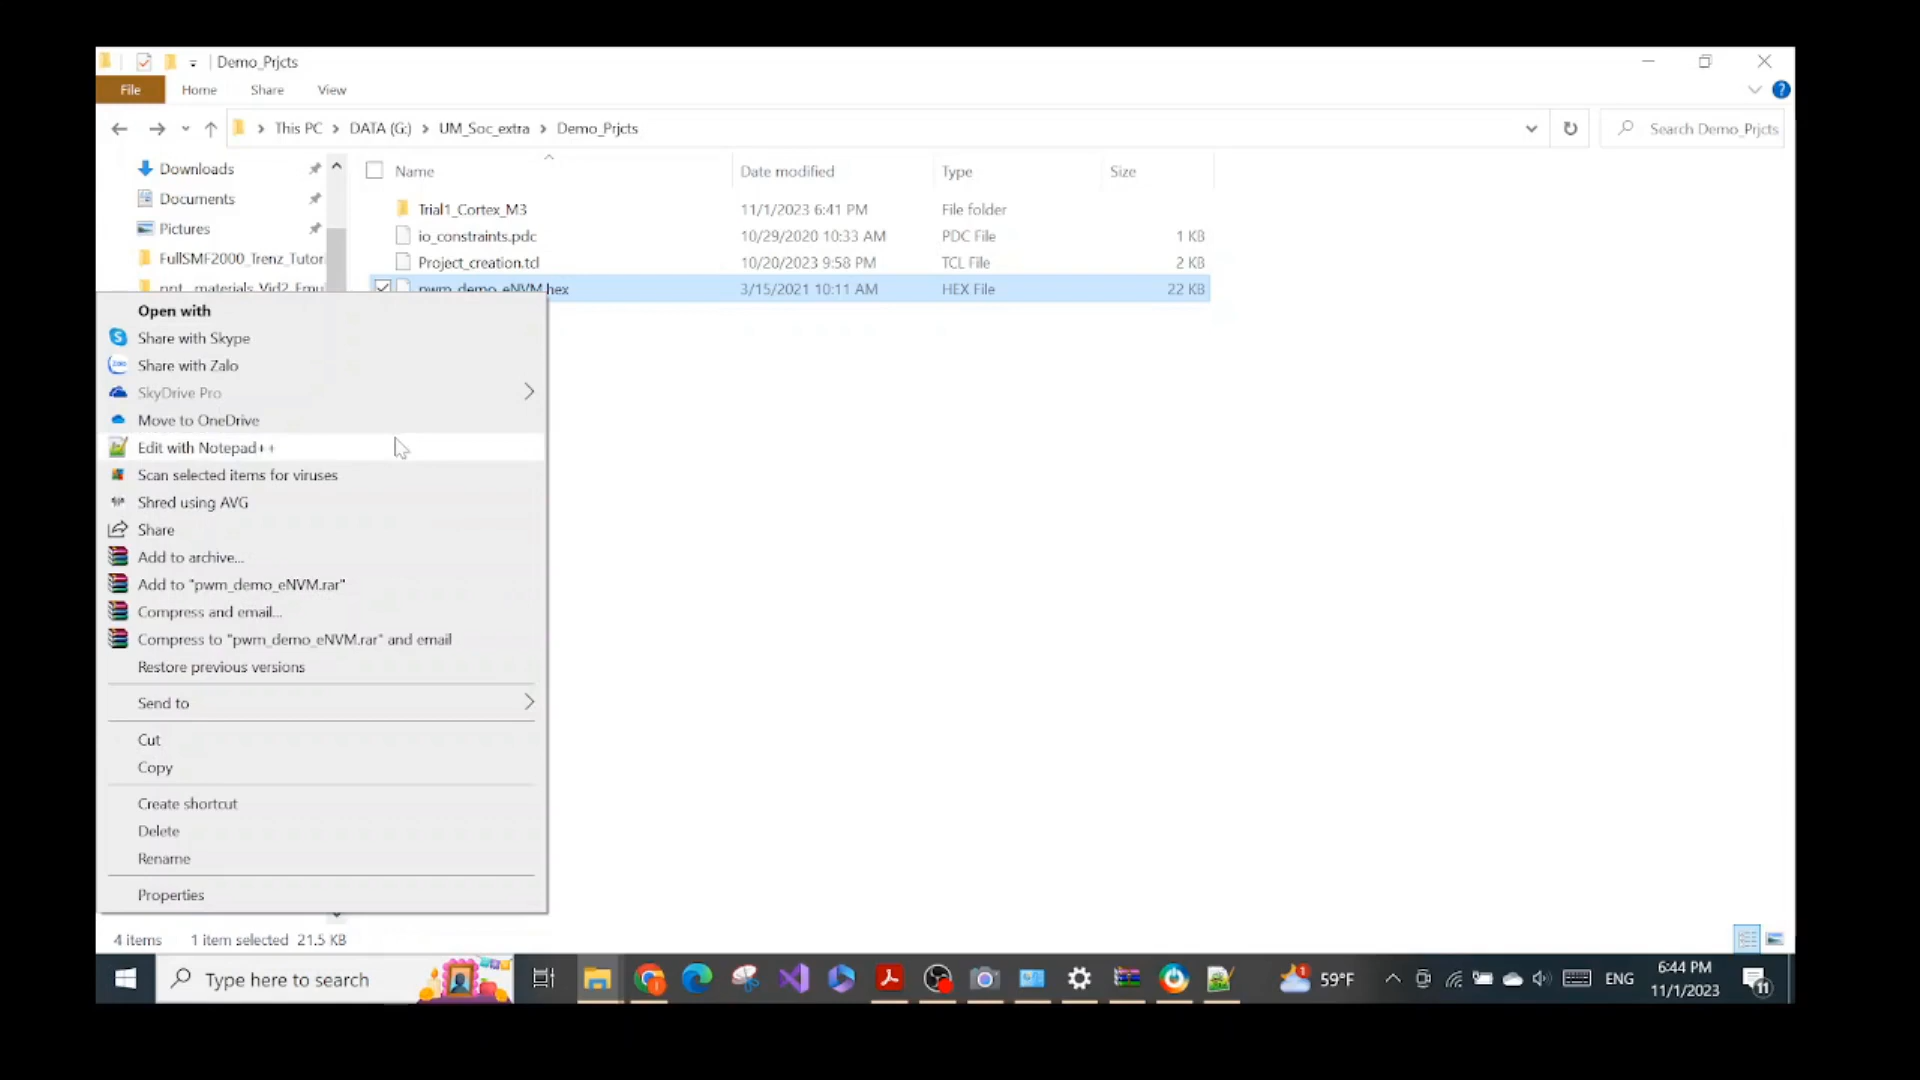 Demo_Prjcts
File Home Share View
This PC DATA (G:) UM_Soc_extra Demo_Prjcts Search Demo_Prjcts
Downloads
Documents
Pictures
FullSMF2000_Trenz_Tutor
Name Date modified Type Size
Trial1_Cortex_M3 11/1/2023 6:41 PM File folder
io_constraints.pdc 10/29/2020 10:33 AM PDC File 1 KB
Project_creation.tcl 10/20/2023 9:58 PM TCL File 2 KB
pwm_demo_eNVM.hex 3/15/2021 10:11 AM HEX File 22 KB
Open with
Share with Skype
Share with Zalo
SkyDrive Pro
Move to OneDrive
Edit with Notepad++
Scan selected items for viruses
Shred using AVG
Share
Add to archive...
Add to "pwm_demo_eNVM.rar"
Compress and email...
Compress to "pwm_demo_eNVM.rar" and email
Restore previous versions
Send to
Cut
Copy
Create shortcut
Delete
Rename
Properties
4 items 1 item selected 21.5 KB
Type here to search 59°F ENG 6:44 PM
11/1/2023 11